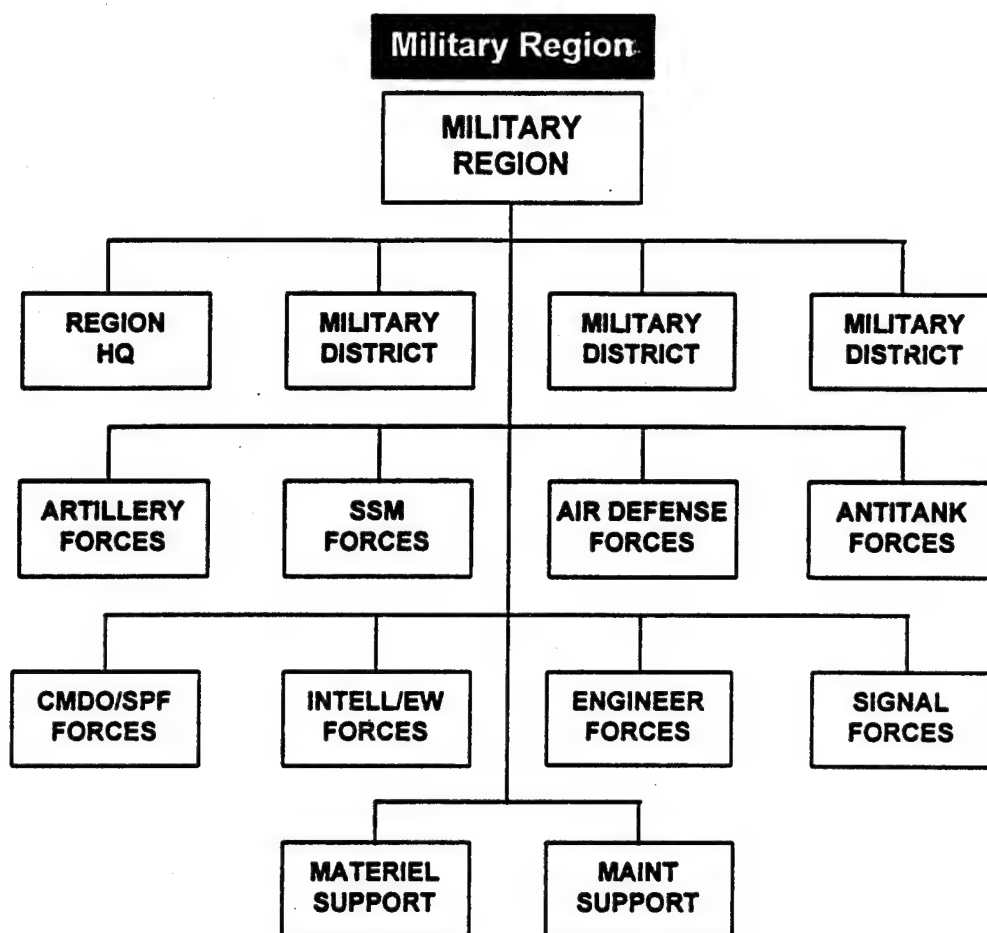 Military Region
MILITARY
REGION
REGION
HQ
MILITARY
DISTRICT
MILITARY
DISTRICT
MILITARY
DISTRICT
ARTILLERY
FORCES
SSM
FORCES
AIR DEFENSE
FORCES
ANTITANK
FORCES
CMDO/SPF
FORCES
INTELL/EW
FORCES
ENGINEER
FORCES
SIGNAL
FORCES
MATERIEL
SUPPORT
MAINT
SUPPORT